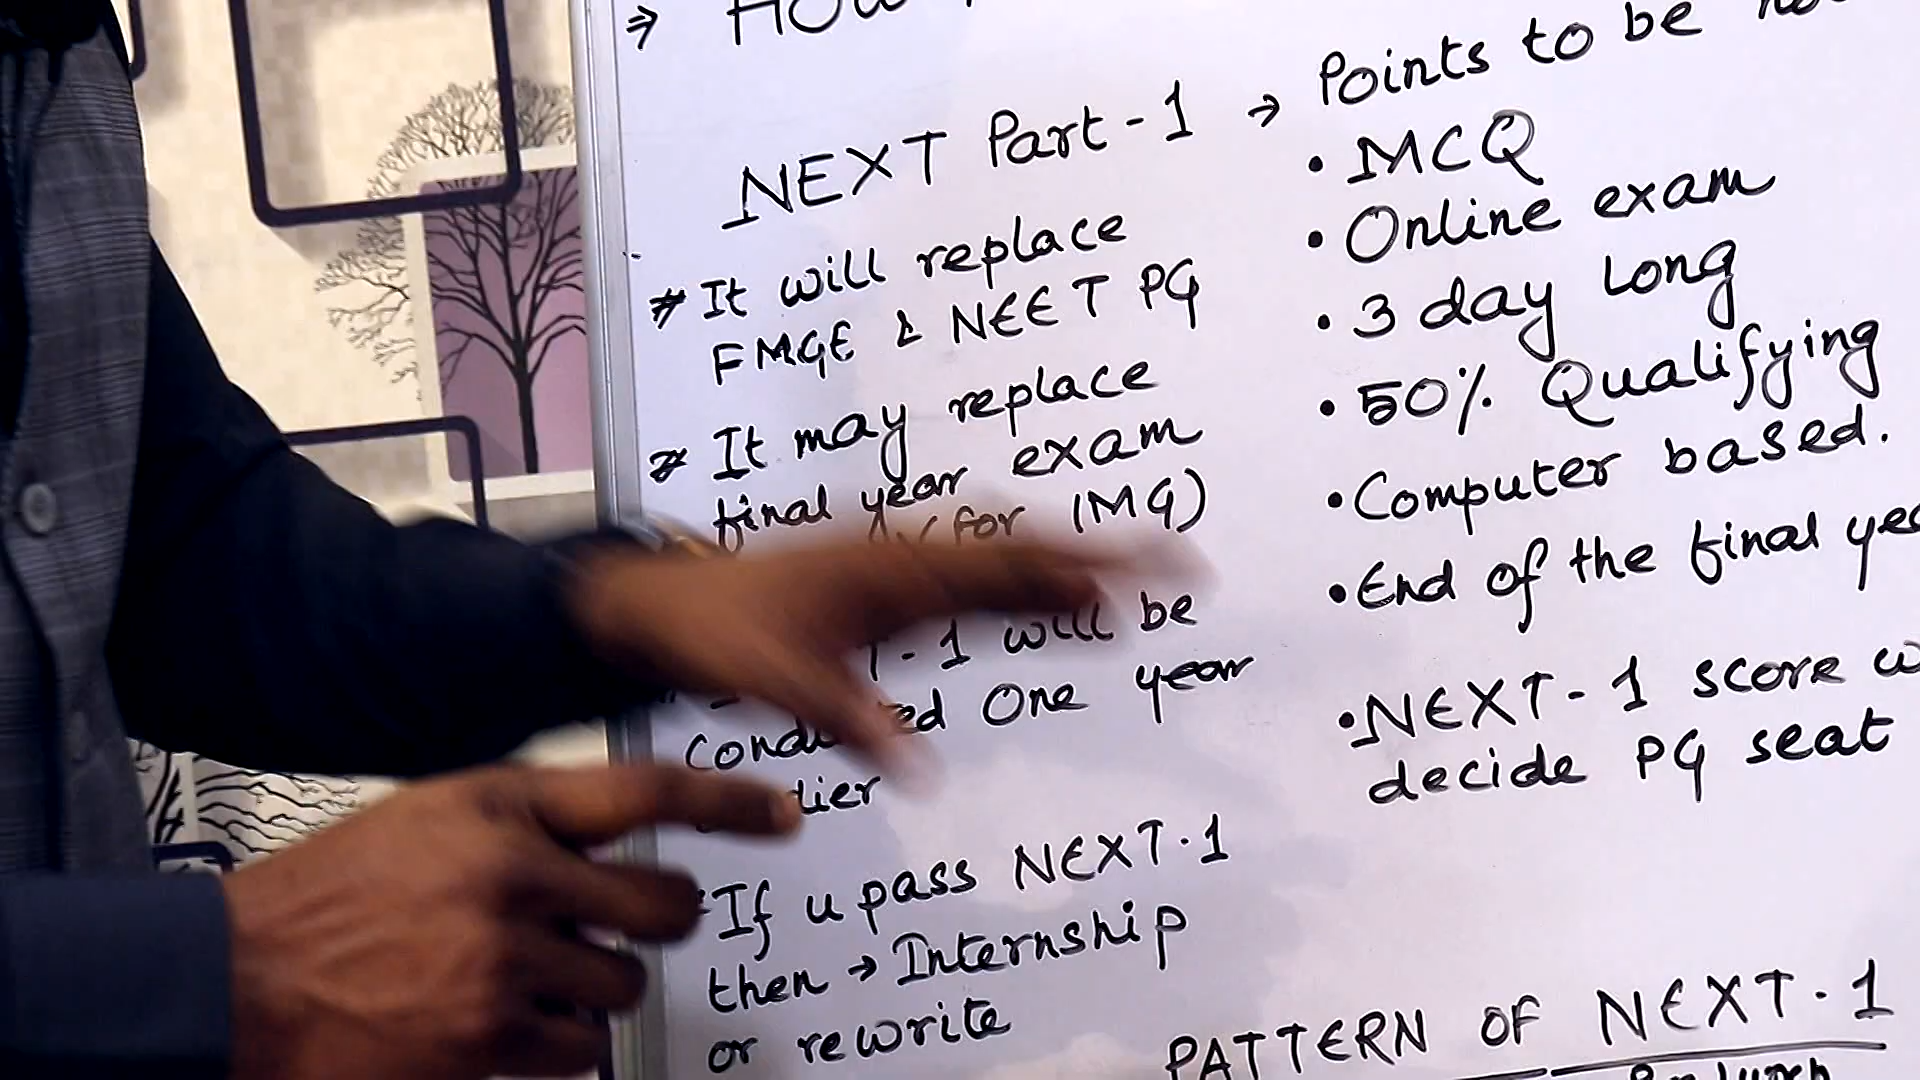 ⇒ HOW
NEXT Part-1 → Points to be
# It will replace
FMGE & NEET PG
# It may replace
final year exam
(for IMG)
T-1 will be
One year
If u pass NEXT-1
then → Internship
or rewrite
• MCQ
• Online exam
• 3 day long
• 50% Qualifying
• Computer based.
• End of the final
• NEXT-1 score
decide PG seat
PATTERN OF NEXT-1